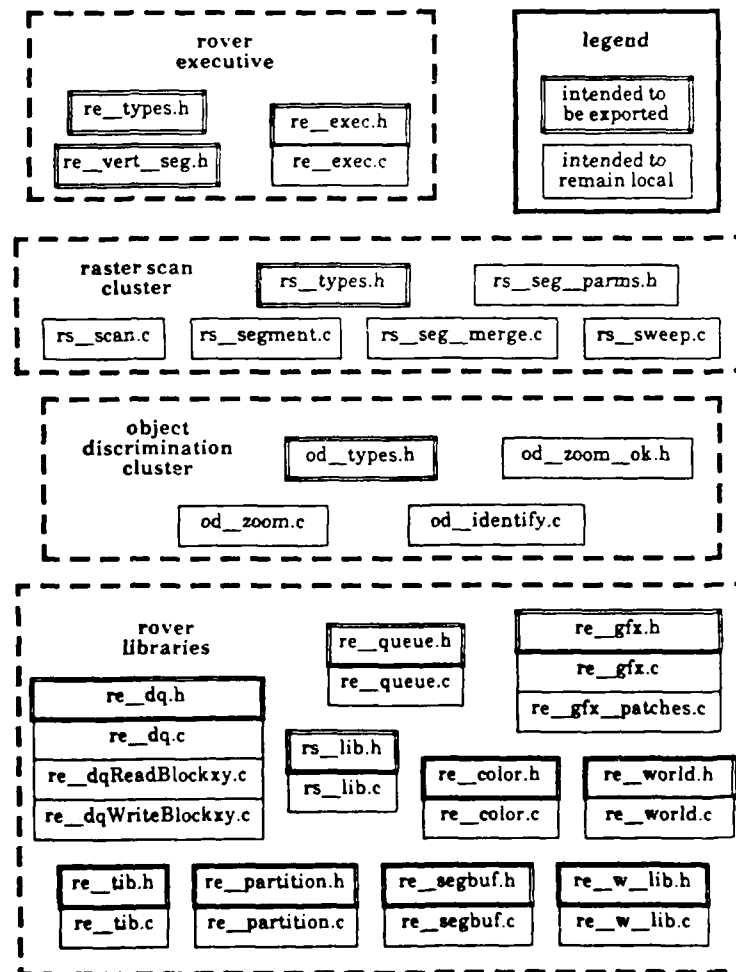 rover
executive
re__types.h
re__vert__seg.h
re__exec.h
re__exec.c
legend
intended to
be exported
intended to
remain local
raster scan
cluster
rs__types.h
rs__seg__parms.h
rs__scan.c
rs__segment.c
rs__seg__merge.c
rs__sweep.c
object
discrimination
cluster
od__types.h
od__zoom__ok.h
od__zoom.c
od__identify.c
rover
libraries
re__queue.h
re__queue.c
re__gfx.h
re__gfx.c
re__gfx__patches.c
re__dq.h
re__dq.c
re__dqReadBlockxy.c
re__dqWriteBlockxy.c
rs__lib.h
rs__lib.c
re__color.h
re__color.c
re__world.h
re__world.c
re__tib.h
re__tib.c
re__partition.h
re__partition.c
re__segbuf.h
re__segbuf.c
re__w__lib.h
re__w__lib.c